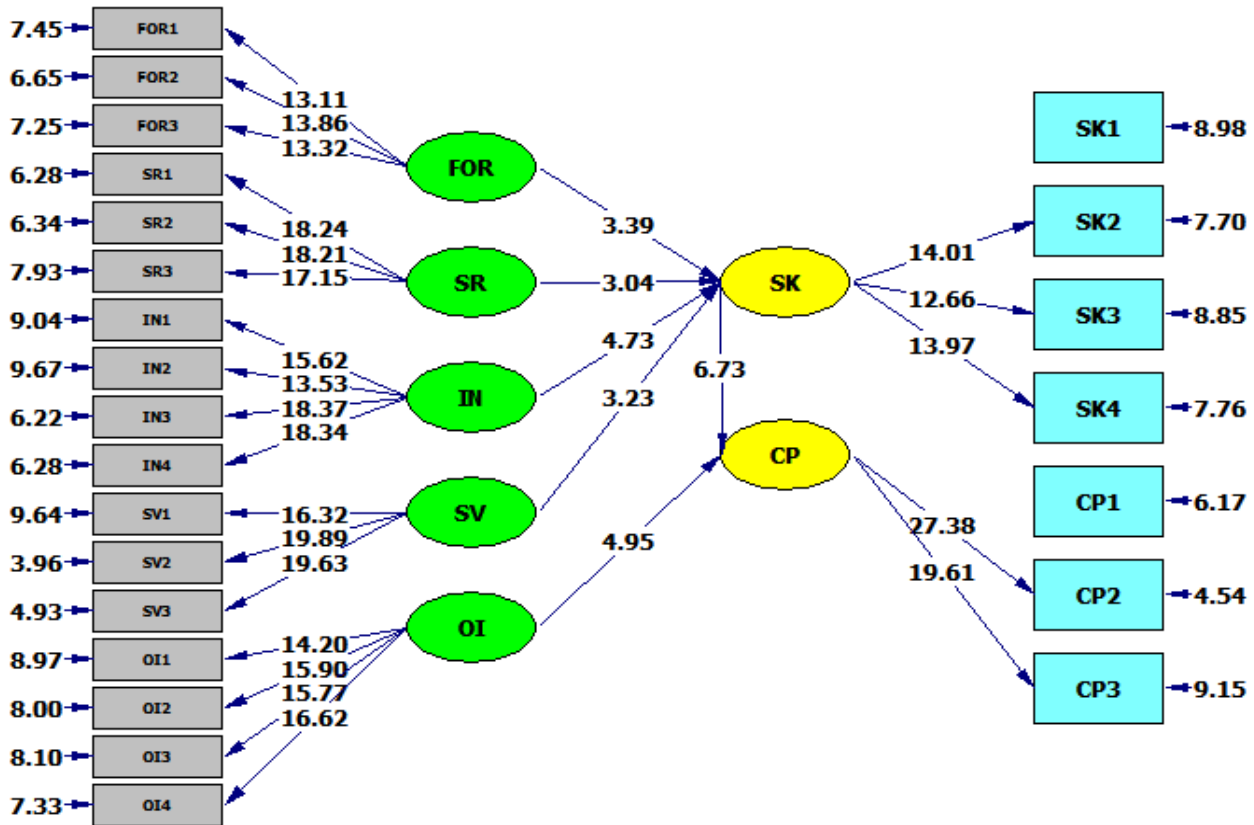 7.45 FOR1
6.65 FOR2
7.25 FOR3
6.28 SR1
6.34 SR2
7.93 SR3
9.04 IN1
9.67 IN2
6.22 IN3
6.28 IN4
9.64 SV1
3.96 SV2
4.93 SV3
8.97 OI1
8.00 OI2
8.10 OI3
7.33 OI4
13.11
13.86
13.32
18.24
18.21
17.15
15.62
13.53
18.37
18.34
16.32
19.89
19.63
14.20
15.90
15.77
16.62
FOR
SR
IN
SV
OI
3.39
3.04
4.73
3.23
4.95
SK
6.73
CP
14.01
12.66
13.97
27.38
19.61
SK1 8.98
SK2 7.70
SK3 8.85
SK4 7.76
CP1 6.17
CP2 4.54
CP3 9.15